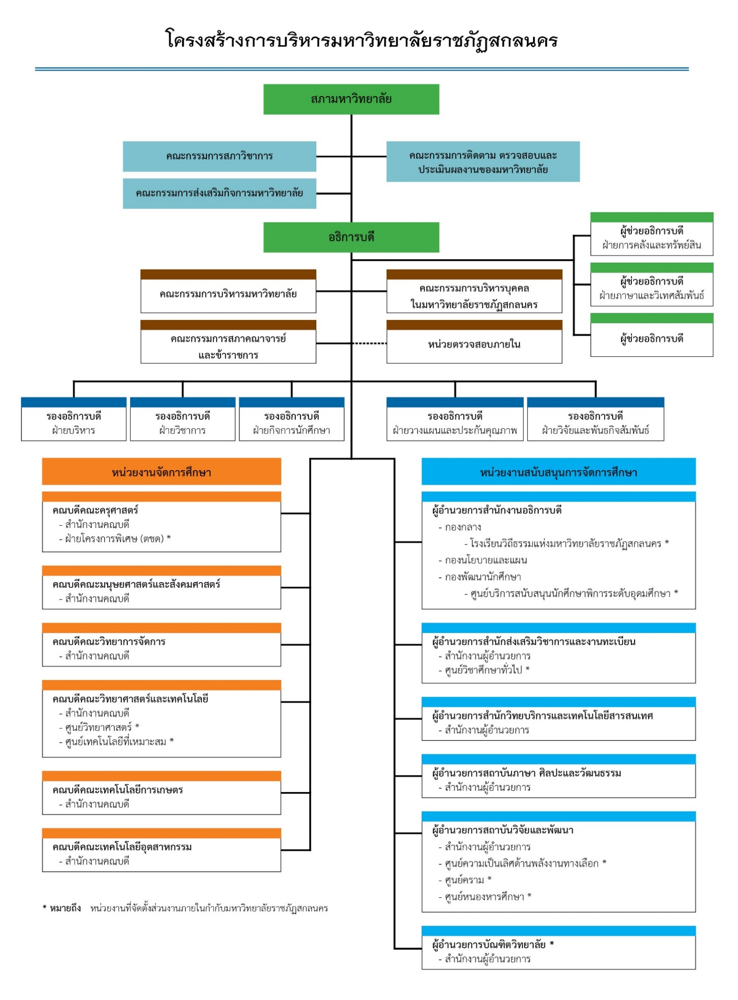 โครงสร้างการบริหารมหาวิทยาลัยราชภัฏสกลนคร
สภามหาวิทยาลัย
คณะกรรมการสภาวิชาการ
คณะกรรมการติดตาม ตรวจสอบและ
ประเมินผลงานของมหาวิทยาลัย
คณะกรรมการส่งเสริมกิจการมหาวิทยาลัย
อธิการบดี
ผู้ช่วยอธิการบดี
ฝ่ายการคลังและทรัพย์สิน
ผู้ช่วยอธิการบดี
ฝ่ายภาษาและวิเทศสัมพันธ์
ผู้ช่วยอธิการบดี
คณะกรรมการบริหารมหาวิทยาลัย
คณะกรรมการบริหารบุคคล
ในมหาวิทยาลัยราชภัฏสกลนคร
คณะกรรมการสภาคณาจารย์
และข้าราชการ
หน่วยตรวจสอบภายใน
รองอธิการบดี
ฝ่ายบริหาร
รองอธิการบดี
ฝ่ายวิชาการ
รองอธิการบดี
ฝ่ายกิจการนักศึกษา
รองอธิการบดี
ฝ่ายวางแผนและประกันคุณภาพ
รองอธิการบดี
ฝ่ายวิจัยและพันธกิจสัมพันธ์
หน่วยงานจัดการศึกษา
คณบดีคณะครุศาสตร์
- สำนักงานคณบดี
- ฝ่ายโครงการพิเศษ (ตชด) *
คณบดีคณะมนุษยศาสตร์และสังคมศาสตร์
- สำนักงานคณบดี
คณบดีคณะวิทยาการจัดการ
- สำนักงานคณบดี
คณบดีคณะวิทยาศาสตร์และเทคโนโลยี
- สำนักงานคณบดี
- ศูนย์วิทยาศาสตร์ *
- ศูนย์เทคโนโลยีที่เหมาะสม *
คณบดีคณะเทคโนโลยีการเกษตร
- สำนักงานคณบดี
คณบดีคณะเทคโนโลยีอุตสาหกรรม
- สำนักงานคณบดี
* หมายถึง หน่วยงานที่จัดตั้งส่วนงานภายในกำกับมหาวิทยาลัยราชภัฏสกลนคร
หน่วยงานสนับสนุนการจัดการศึกษา
ผู้อำนวยการสำนักงานอธิการบดี
- กองกลาง
- โรงเรียนวิถีธรรมแห่งมหาวิทยาลัยราชภัฏสกลนคร *
- กองนโยบายและแผน
- กองพัฒนานักศึกษา
- ศูนย์บริการสนับสนุนนักศึกษาพิการระดับอุดมศึกษา *
ผู้อำนวยการสำนักส่งเสริมวิชาการและงานทะเบียน
- สำนักงานผู้อำนวยการ
- ศูนย์วิชาศึกษาทั่วไป *
ผู้อำนวยการสำนักวิทยบริการและเทคโนโลยีสารสนเทศ
- สำนักงานผู้อำนวยการ
ผู้อำนวยการสถาบันภาษา ศิลปะและวัฒนธรรม
- สำนักงานผู้อำนวยการ
ผู้อำนวยการสถาบันวิจัยและพัฒนา
- สำนักงานผู้อำนวยการ
- ศูนย์ความเป็นเลิศด้านพลังงานทางเลือก *
- ศูนย์คราม *
- ศูนย์หนองหารศึกษา *
ผู้อำนวยการบัณฑิตวิทยาลัย *
- สำนักงานผู้อำนวยการ